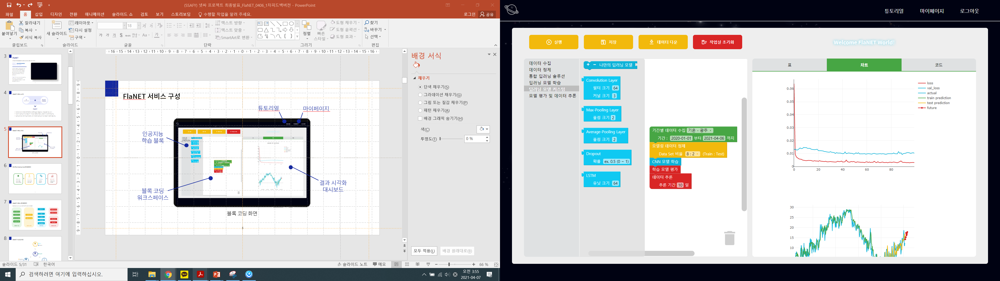 (SSAFY) 넷싸 프로젝트 최종발표_FlaNET_0406_1차피드백버전 - PowerPoint
파일 홈 삽입 디자인 전환 애니메이션 슬라이드 쇼 검토 보기 스토리보딩 수행할 작업을 알려 주세요. 로그인 공유
붙여넣기
잘라내기
복사
서식 복사
클립보드
새 슬라이드
레이아웃
다시 설정
구역
슬라이드
18
가 가 가 S abc 간 Aa 가
글꼴
텍스트 방향
텍스트 맞춤
SmartArt로 변환
단락
정렬
빠른 스타일
도형 채우기
도형 윤곽선
도형 효과
그리기
찾기
바꾸기
선택
편집
3
FlaNET
4
FlaNET 서비스 소개
5
FlaNET 서비스 구성
6
7
8
FlaNET 서비스 구성
튜토리얼
마이페이지
인공지능
학습 블록
블록 코딩
워크스페이스
결과 시각화
대시보드
블록 코딩 화면
5
배경 서식
채우기
단색 채우기(S)
그라데이션 채우기(G)
그림 또는 질감 채우기(P)
패턴 채우기(A)
배경 그래픽 숨기기(H)
색(C)
투명도(T) 0 %
모두 적용(L) 배경 원래대로(B)
슬라이드 5/31 한국어 슬라이드 노트 메모 66 %
검색하려면 여기에 입력하십시오.
TALK
오전 3:55
2021-04-07
튜토리얼 마이페이지 로그아웃
실행 저장 데이터 다운 작업실 초기화
Welcome FlaNET World!
데이터 수집
데이터 정제
통합 딥러닝 솔루션
딥러닝 모델 학습
딥러닝 모델 커스텀
모델 평가 및 데이터 추론
+ - 나만의 딥러닝 모델
Convolution Layer
필터 크기 64
커널 크기 3
Max-Pooling Layer
풀링 크기 2
Average-Pooling Layer
풀링 크기 2
Dropout
확률 ex. 0.5 (0 ~ 1)
LSTM
유닛 크기 64
기간별 데이터 수집 기온 - 광주
기간 : 2020-01-01 부터 2021-04-06 까지
모델링 데이터 정제
Data Set 비율 8 : 2 (Train : Test)
CNN 모델 학습
학습 모델 평가
데이터 추론
추론 기간 10 일
표 차트 코드
loss
val_loss
actual
train prediction
test prediction
future
0.06
0.05
0.04
0.03
0.02
0.01
0
0 20 40 60 80
30
25
20
15
10